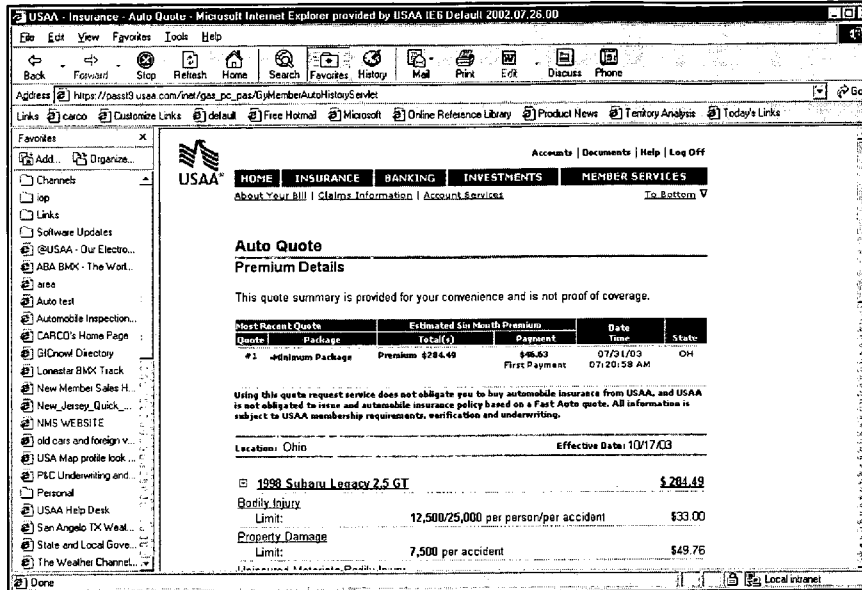 USAA - Insurance - Auto Quote - Microsoft Internet Explorer provided by USAA IE6 Default 2002.07.26.00
File Edit View Favorites Tools Help
Back Forward Stop Refresh Home Search Favorites History Mail Print Edit Discuss Phone
Address https://passt9.usaa.com/inet/gas_pc_pas/GyMemberAutoHistoryServlet Go
Links carco Customize Links default Free Hotmail Microsoft Online Reference Library Product News Territory Analysis Today's Links
Favorites x
Add... Organize...
Channels
iop
Links
Software Updates
@USAA - Our Electro...
ABA BMX - The Worl...
area
Auto test
Automobile Inspection...
CARCO's Home Page
GICnow! Directory
Lonestar BMX Track
New Member Sales H...
New_Jersey_Quick_...
NMS WEBSITE
old cars and foreign v...
USA Map profile look ...
P&C Underwriting and...
Personal
USAA Help Desk
San Angelo TX Weat...
State and Local Gove...
The Weather Channel...
USAA®
Accounts | Documents | Help | Log Off
HOME INSURANCE BANKING INVESTMENTS MEMBER SERVICES
About Your Bill | Claims Information | Account Services To Bottom
Auto Quote
Premium Details
This quote summary is provided for your convenience and is not proof of coverage.
Most Recent Quote Estimated Six Month Premium Date
Quote Package Total(s) Payment Time State
#1 Minimum Package Premium $284.49 $46.63 07/31/03 OH
First Payment 07:20:58 AM
Using this quote request service does not obligate you to buy automobile insurance from USAA, and USAA
is not obligated to issue and automobile insurance policy based on a Fast Auto quote. All information is
subject to USAA membership requirements, verification and underwriting.
Location: Ohio Effective Date: 10/17/03
1998 Subaru Legacy 2.5 GT $ 284.49
Bodily Injury
Limit: 12,500/25,000 per person/per accident $33.00
Property Damage
Limit: 7,500 per accident $49.76
Uninsured Motorists Bodily Injury
Done Local intranet